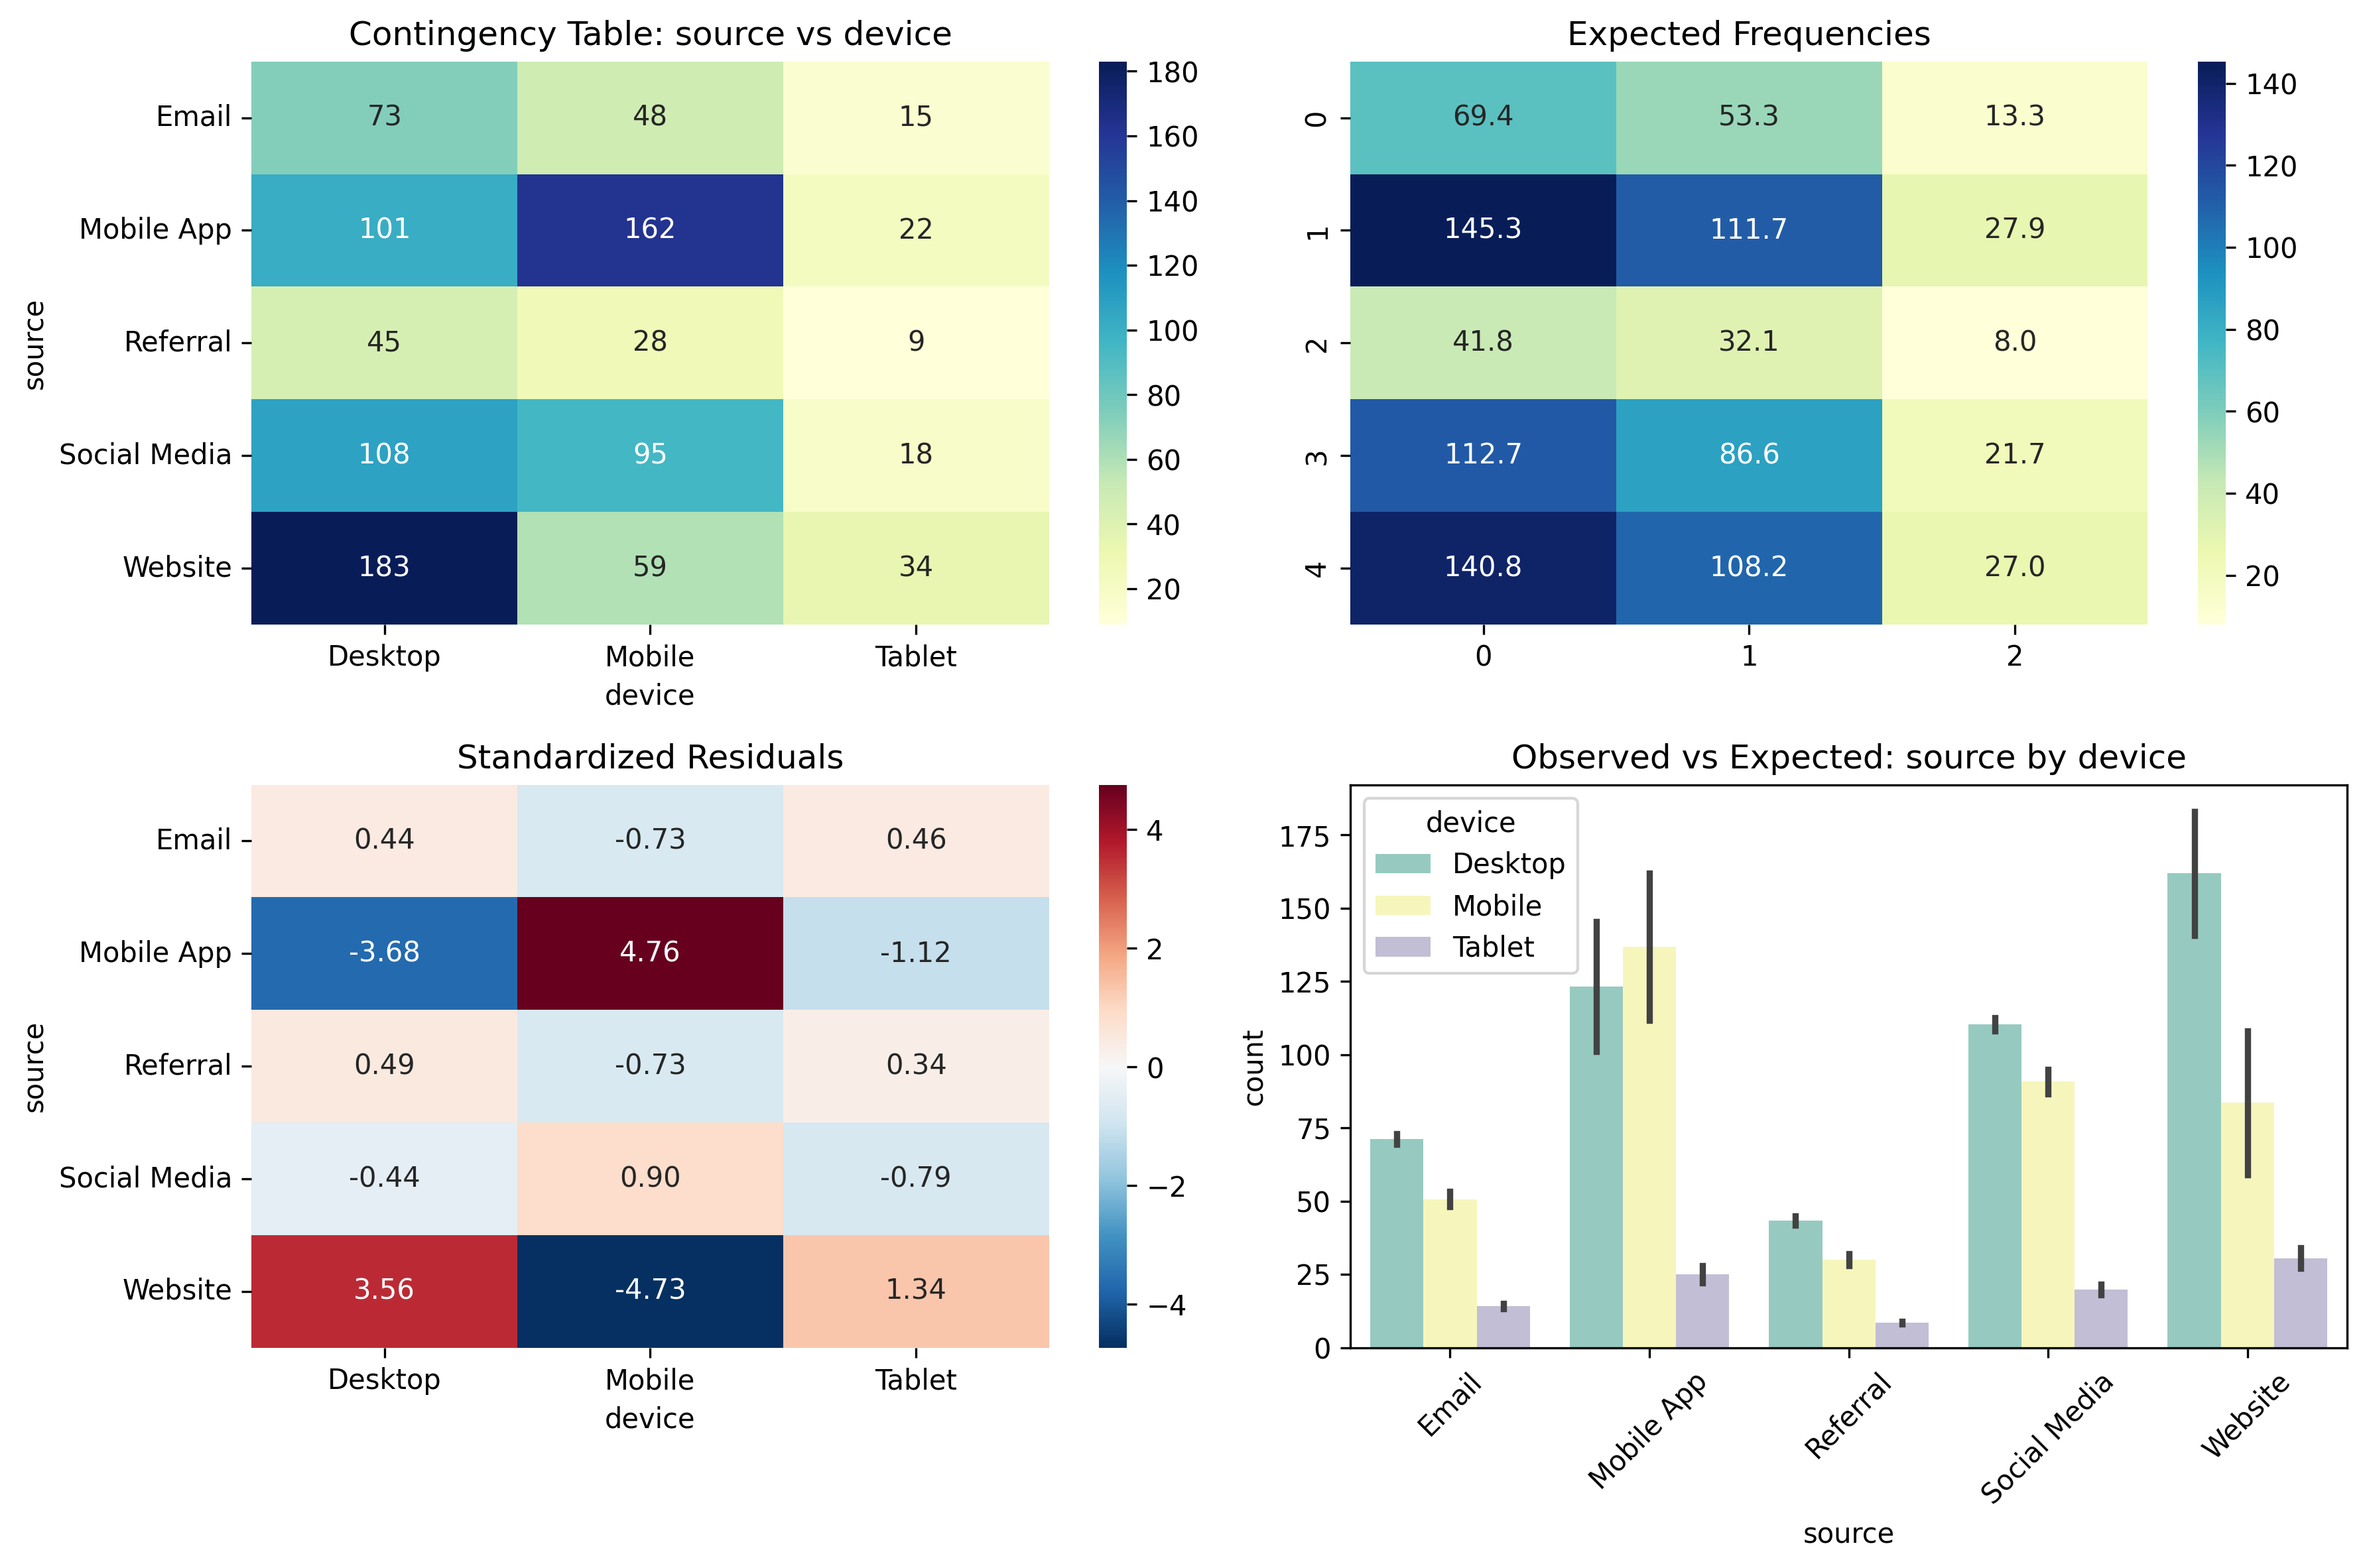 Contingency Table: source vs device
source
Email 73 48 15
Mobile App 101 162 22
Referral 45 28 9
Social Media 108 95 18
Website 183 59 34
Desktop Mobile Tablet
device
180
160
140
120
100
80
60
40
20
Expected Frequencies
0 69.4 53.3 13.3
1 145.3 111.7 27.9
2 41.8 32.1 8.0
3 112.7 86.6 21.7
4 140.8 108.2 27.0
0 1 2
140
120
100
80
60
40
20
Standardized Residuals
source
Email 0.44 -0.73 0.46
Mobile App -3.68 4.76 -1.12
Referral 0.49 -0.73 0.34
Social Media -0.44 0.90 -0.79
Website 3.56 -4.73 1.34
Desktop Mobile Tablet
device
4
2
0
−2
−4
Observed vs Expected: source by device
device
Desktop
Mobile
Tablet
count
175
150
125
100
75
50
25
0
Email Mobile App Referral Social Media Website
source